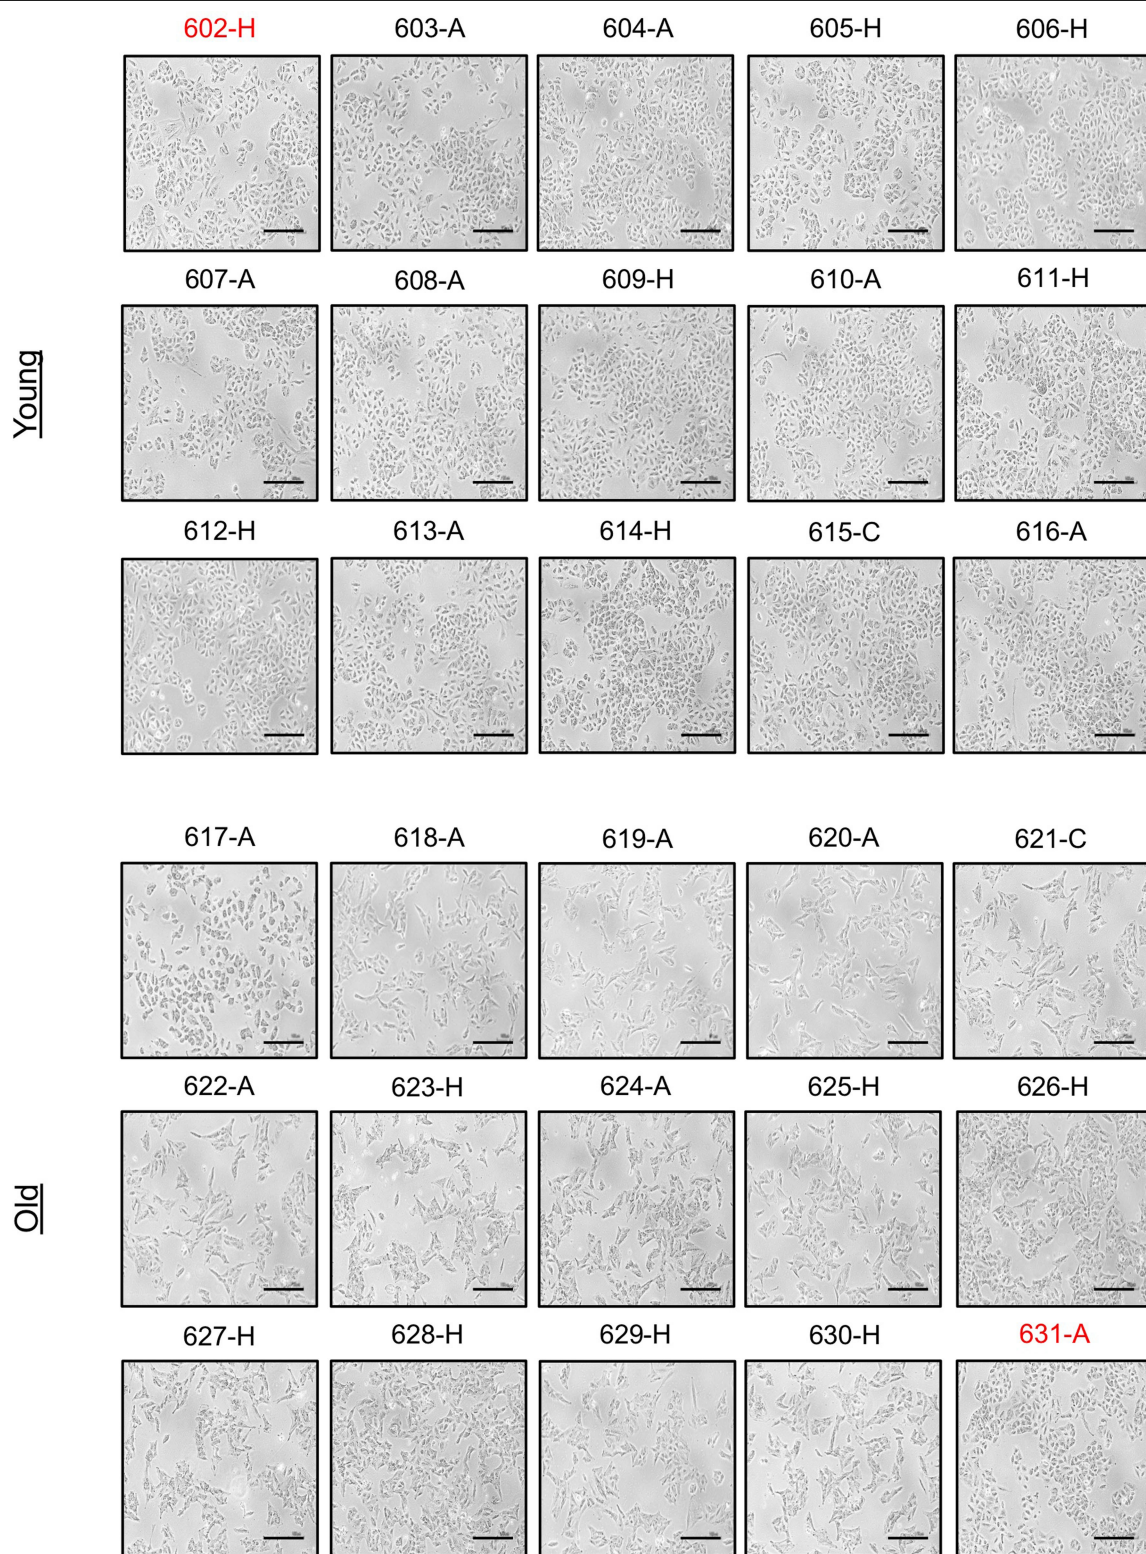 602-H 603-A 604-A 605-H 606-H
607-A 608-A 609-H 610-A 611-H
Young
612-H 613-A 614-H 615-C 616-A
617-A 618-A 619-A 620-A 621-C
622-A 623-H 624-A 625-H 626-H
Old
627-H 628-H 629-H 630-H 631-A